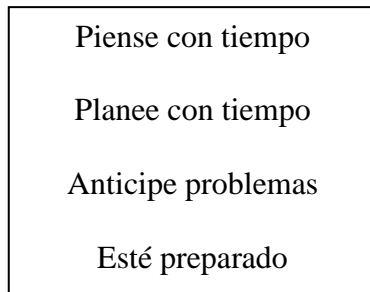 Piense con tiempo
Planee con tiempo
Anticipe problemas
Esté preparado